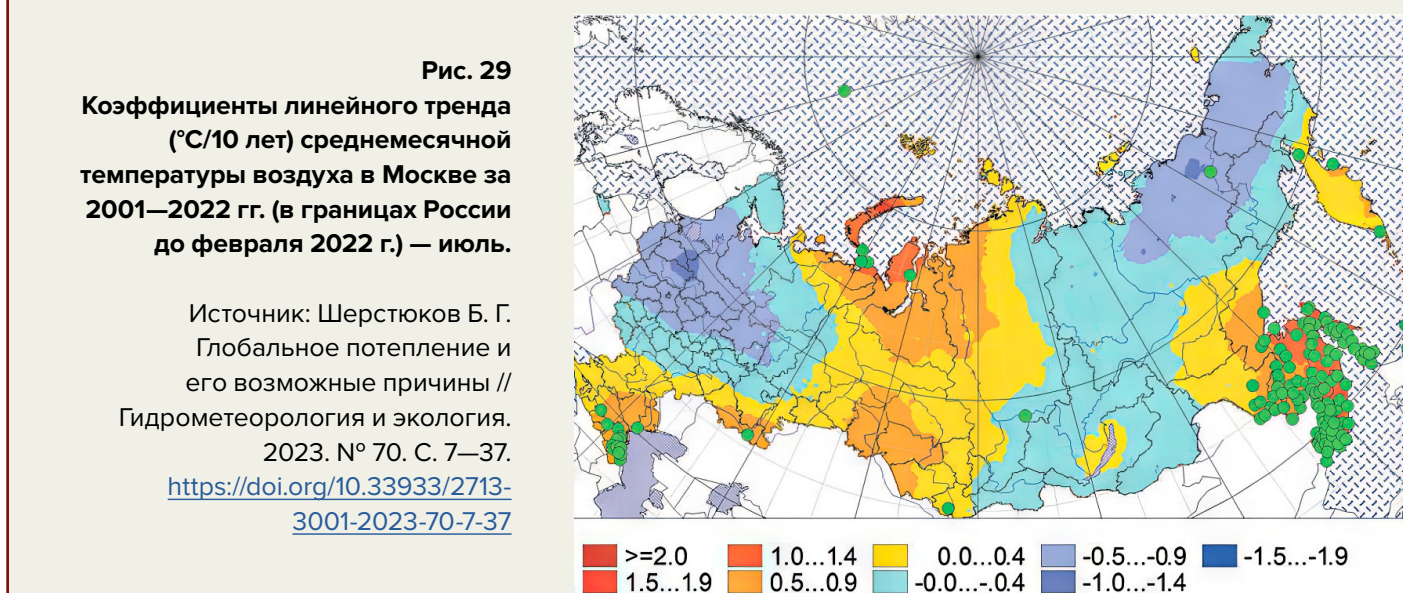 Рис. 29
Коэффициенты линейного тренда
(°C/10 лет) среднемесячной
температуры воздуха в Москве за
2001—2022 гг. (в границах России
до февраля 2022 г.) — июль.
Источник: Шерстюков Б. Г.
Глобальное потепление и
его возможные причины //
Гидрометеорология и экология.
2023. № 70. С. 7—37.
https://doi.org/10.33933/2713-
3001-2023-70-7-37
>=2.0 1.0...1.4 0.0...0.4 -0.5...-0.9 -1.5...-1.9
1.5...1.9 0.5...0.9 -0.0...-.0.4 -1.0...-1.4